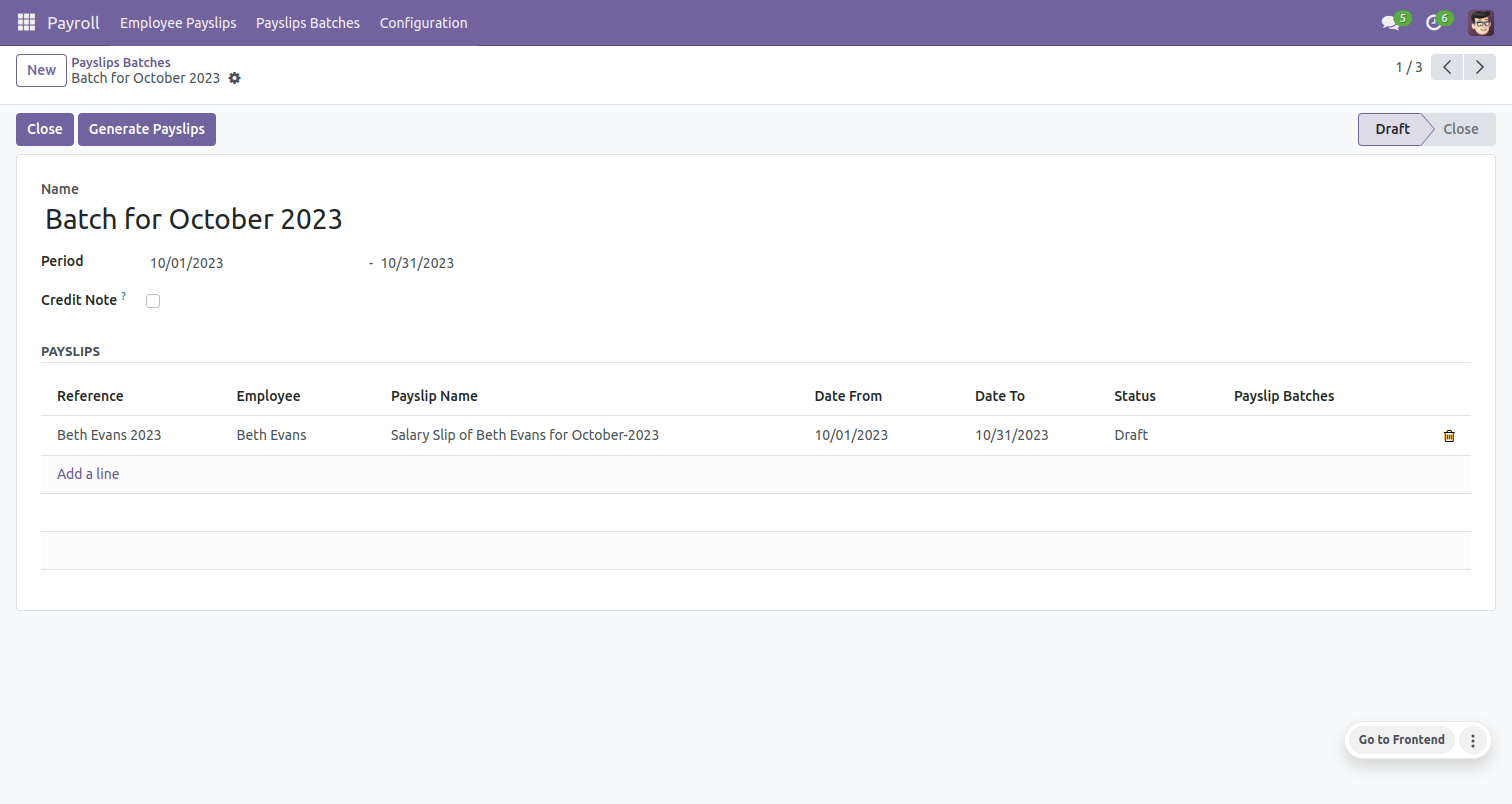 Payroll Employee Payslips Payslips Batches Configuration 5 6
New Payslips Batches
Batch for October 2023
1 / 3
Close Generate Payslips Draft Close
Name
Batch for October 2023
Period 10/01/2023 - 10/31/2023
Credit Note ?
PAYSLIPS
Reference Employee Payslip Name Date From Date To Status Payslip Batches
Beth Evans 2023 Beth Evans Salary Slip of Beth Evans for October-2023 10/01/2023 10/31/2023 Draft
Add a line
Go to Frontend